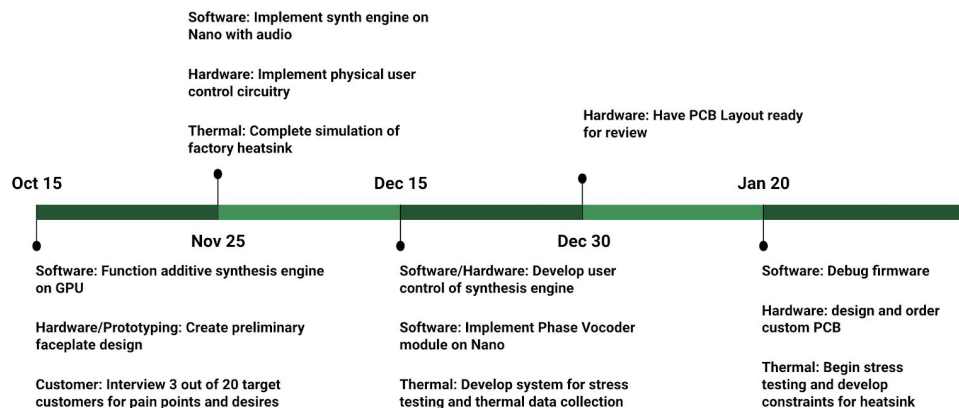 Software: Implement synth engine on
Nano with audio
Hardware: Implement physical user
control circuitry
Thermal: Complete simulation of
factory heatsink
Hardware: Have PCB Layout ready
for review
Oct 15
Dec 15
Jan 20
Nov 25
Dec 30
Software: Function additive synthesis engine
on GPU
Hardware/Prototyping: Create preliminary
faceplate design
Customer: Interview 3 out of 20 target
customers for pain points and desires
Software/Hardware: Develop user
control of synthesis engine
Software: Implement Phase Vocoder
module on Nano
Thermal: Develop system for stress
testing and thermal data collection
Software: Debug firmware
Hardware: design and order
custom PCB
Thermal: Begin stress
testing and develop
constraints for heatsink